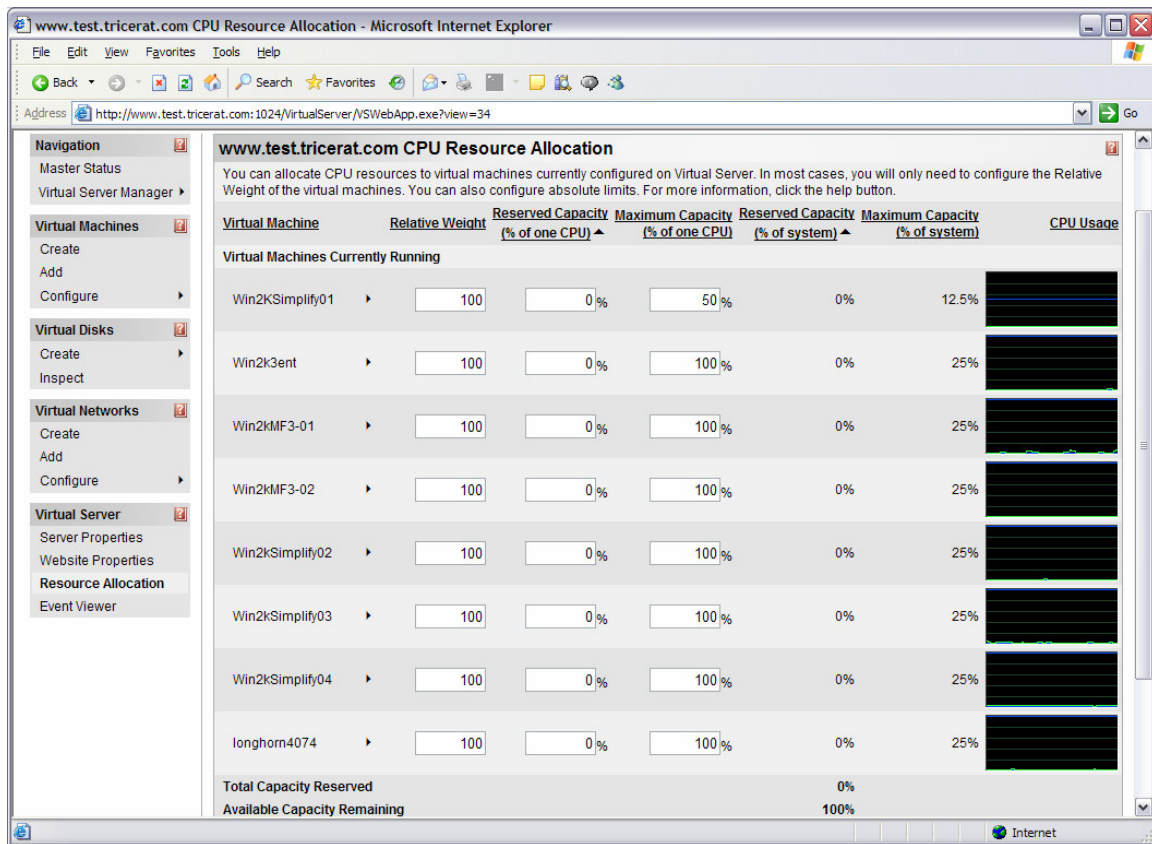 www.test.tricerat.com CPU Resource Allocation - Microsoft Internet Explorer
File Edit View Favorites Tools Help
Back Search Favorites
Address http://www.test.tricerat.com:1024/VirtualServer/VSWebApp.exe?view=34 Go
Navigation
Master Status
Virtual Server Manager
Virtual Machines
Create
Add
Configure
Virtual Disks
Create
Inspect
Virtual Networks
Create
Add
Configure
Virtual Server
Server Properties
Website Properties
Resource Allocation
Event Viewer
www.test.tricerat.com CPU Resource Allocation
You can allocate CPU resources to virtual machines currently configured on Virtual Server. In most cases, you will only need to configure the Relative
Weight of the virtual machines. You can also configure absolute limits. For more information, click the help button.
Virtual Machine Relative Weight Reserved Capacity (% of one CPU) Maximum Capacity (% of one CPU) Reserved Capacity (% of system) Maximum Capacity (% of system) CPU Usage
Virtual Machines Currently Running
Win2KSimplify01 100 0% 50% 0% 12.5%
Win2k3ent 100 0% 100% 0% 25%
Win2kMF3-01 100 0% 100% 0% 25%
Win2kMF3-02 100 0% 100% 0% 25%
Win2kSimplify02 100 0% 100% 0% 25%
Win2kSimplify03 100 0% 100% 0% 25%
Win2kSimplify04 100 0% 100% 0% 25%
longhorn4074 100 0% 100% 0% 25%
Total Capacity Reserved 0%
Available Capacity Remaining 100%
Internet